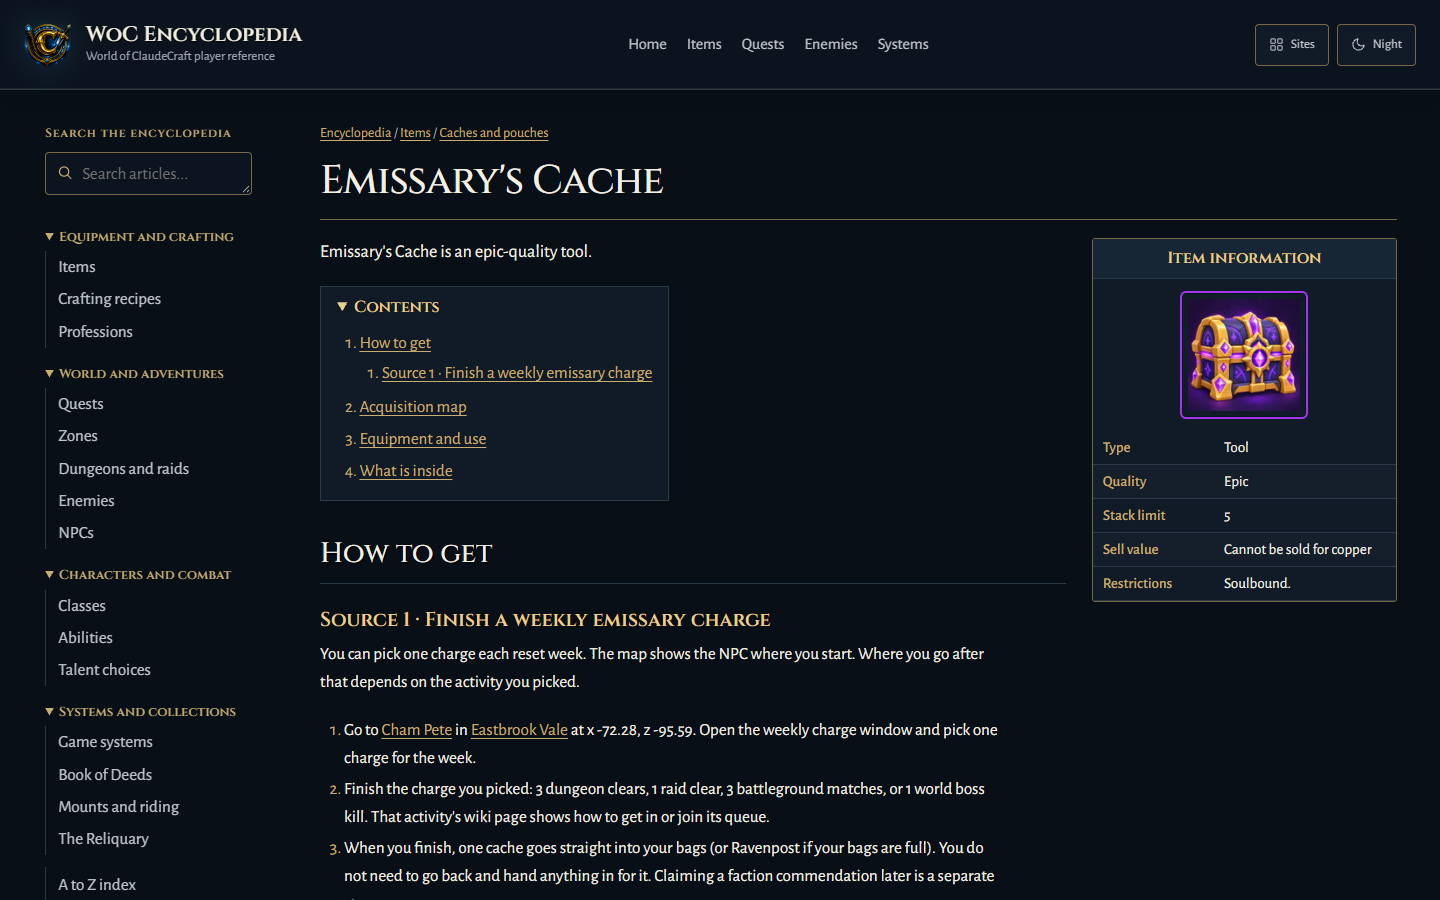 WoC Encyclopedia
World of ClaudeCraft player reference
Home Items Quests Enemies Systems
Sites Night
Search the encyclopedia
Search articles...
Equipment and crafting
Items
Crafting recipes
Professions
World and adventures
Quests
Zones
Dungeons and raids
Enemies
NPCs
Characters and combat
Classes
Abilities
Talent choices
Systems and collections
Game systems
Book of Deeds
Mounts and riding
The Reliquary
A to Z index
Encyclopedia / Items / Caches and pouches
Emissary's Cache
Emissary's Cache is an epic-quality tool.
Contents
1. How to get
1. Source 1 · Finish a weekly emissary charge
2. Acquisition map
3. Equipment and use
4. What is inside
How to get
Source 1 · Finish a weekly emissary charge
You can pick one charge each reset week. The map shows the NPC where you start. Where you go after
that depends on the activity you picked.
1. Go to Cham Pete in Eastbrook Vale at x -72.28, z -95.59. Open the weekly charge window and pick one
charge for the week.
2. Finish the charge you picked: 3 dungeon clears, 1 raid clear, 3 battleground matches, or 1 world boss
kill. That activity's wiki page shows how to get in or join its queue.
3. When you finish, one cache goes straight into your bags (or Ravenpost if your bags are full). You do
not need to go back and hand anything in for it. Claiming a faction commendation later is a separate
Item information
Type Tool
Quality Epic
Stack limit 5
Sell value Cannot be sold for copper
Restrictions Soulbound.